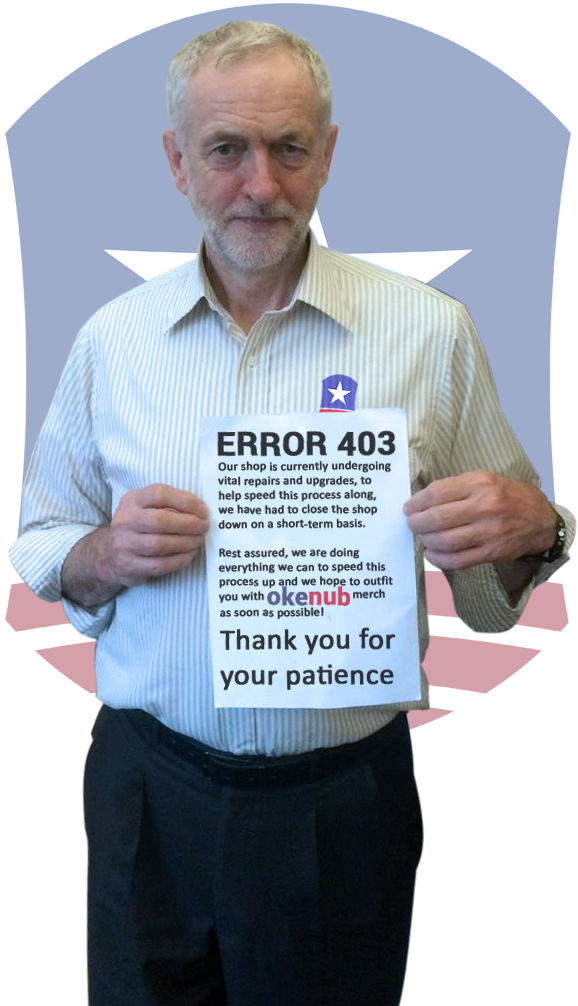 ERROR 403
Our shop is currently undergoing
vital repairs and upgrades, to
help speed this process along,
we have had to close the shop
down on a short-term basis.
Rest assured, we are doing
everything we can to speed this
process up and we hope to outfit
you with okenub merch
as soon as possible!
Thank you for
your patience